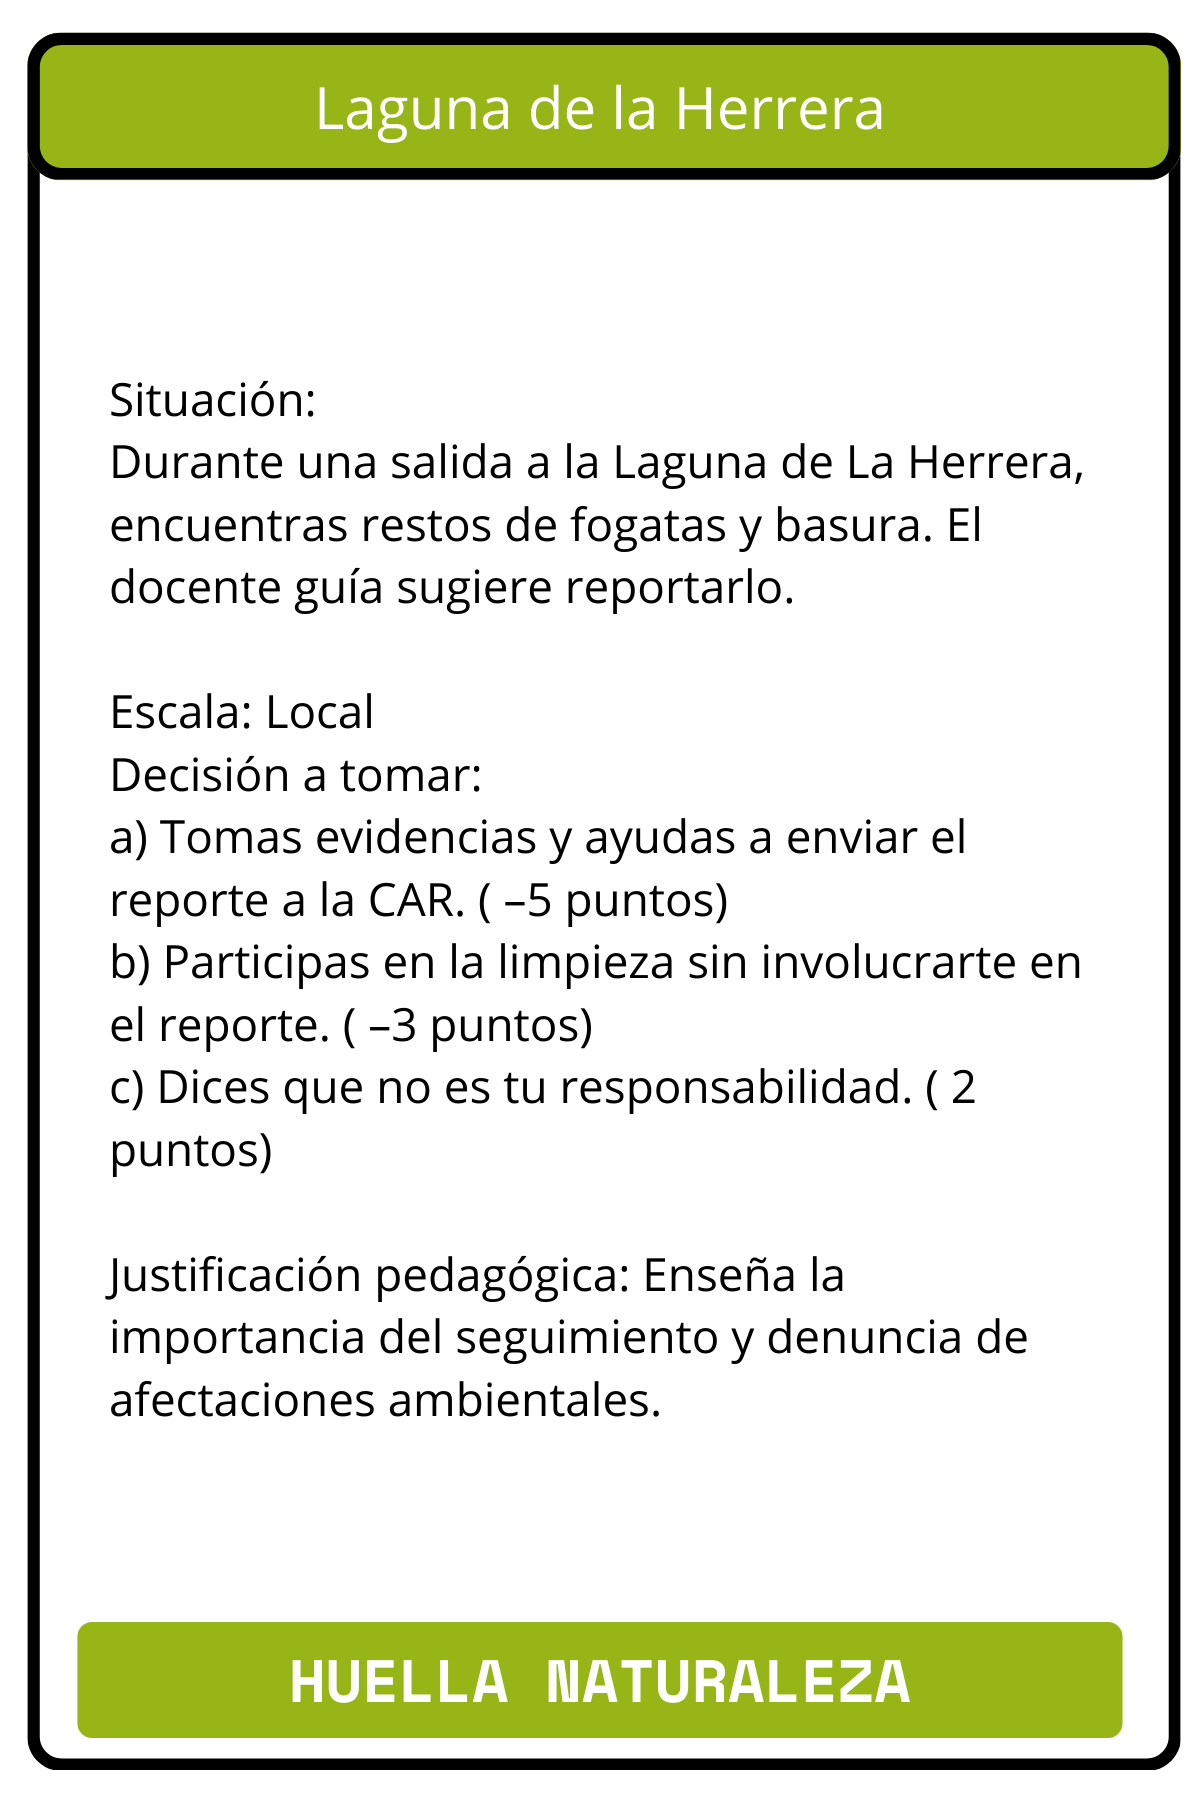 Laguna de la Herrera
Situación:
Durante una salida a la Laguna de La Herrera,
encuentras restos de fogatas y basura. El
docente guía sugiere reportarlo.
Escala: Local
Decisión a tomar:
a) Tomas evidencias y ayudas a enviar el
reporte a la CAR. ( –5 puntos)
b) Participas en la limpieza sin involucrarte en
el reporte. ( –3 puntos)
c) Dices que no es tu responsabilidad. ( 2
puntos)
Justificación pedagógica: Enseña la
importancia del seguimiento y denuncia de
afectaciones ambientales.
HUELLA NATURALEZA